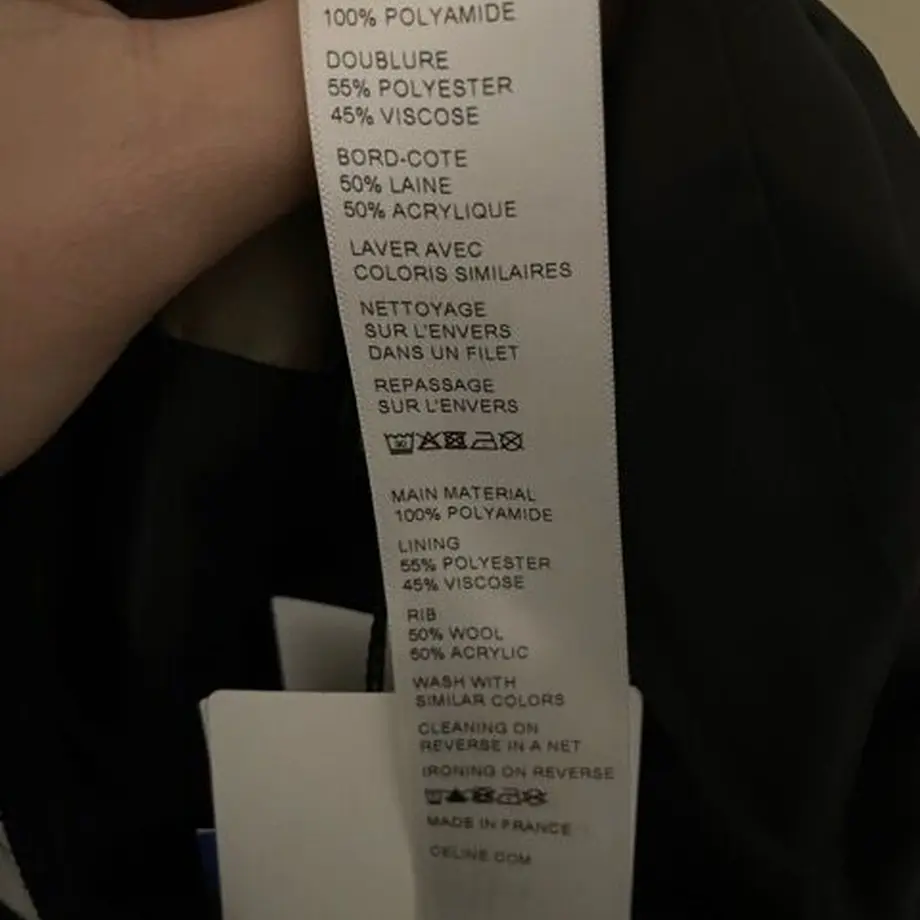 100% POLYAMIDE
DOUBLURE
55% POLYESTER
45% VISCOSE
BORD-COTE
50% LAINE
50% ACRYLIQUE
LAVER AVEC
COLORIS SIMILAIRES
NETTOYAGE
SUR L'ENVERS
DANS UN FILET
REPASSAGE
SUR L'ENVERS
30
MAIN MATERIAL
100% POLYAMIDE
LINING
55% POLYESTER
45% VISCOSE
RIB
50% WOOL
50% ACRYLIC
WASH WITH
SIMILAR COLORS
CLEANING ON
REVERSE IN A NET
IRONING ON REVERSE
MADE IN FRANCE
CELINE.COM